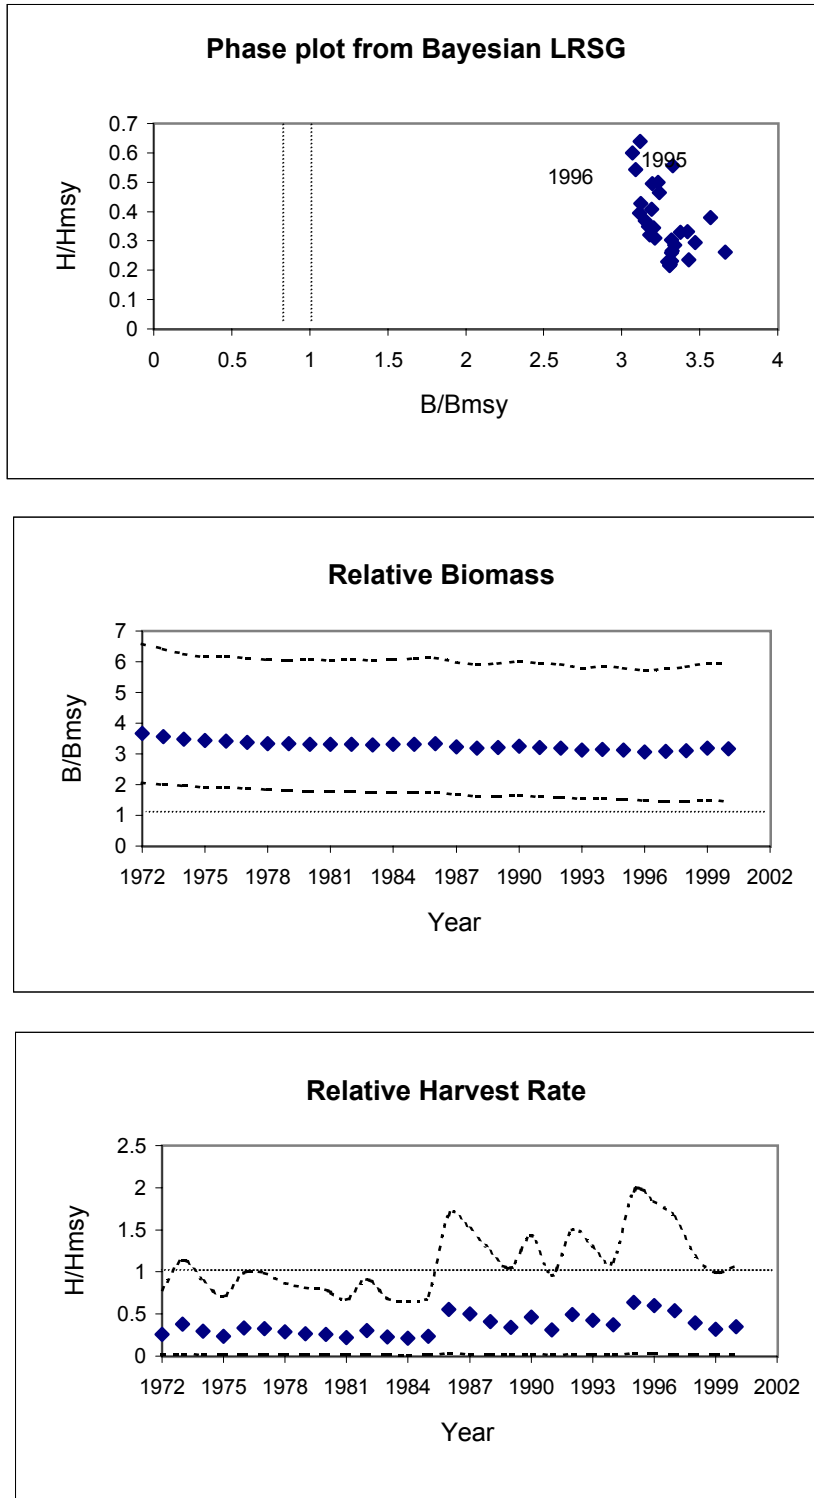 Phase plot from Bayesian LRSG
0.7
0.6
0.5
0.4
0.3
0.2
0.1
0
H/Hmsy
1995
1996
0 0.5 1 1.5 2 2.5 3 3.5 4
B/Bmsy
Relative Biomass
7
6
5
4
3
2
1
0
B/Bmsy
1972 1975 1978 1981 1984 1987 1990 1993 1996 1999 2002
Year
Relative Harvest Rate
2.5
2
1.5
1
0.5
0
H/Hmsy
1972 1975 1978 1981 1984 1987 1990 1993 1996 1999 2002
Year